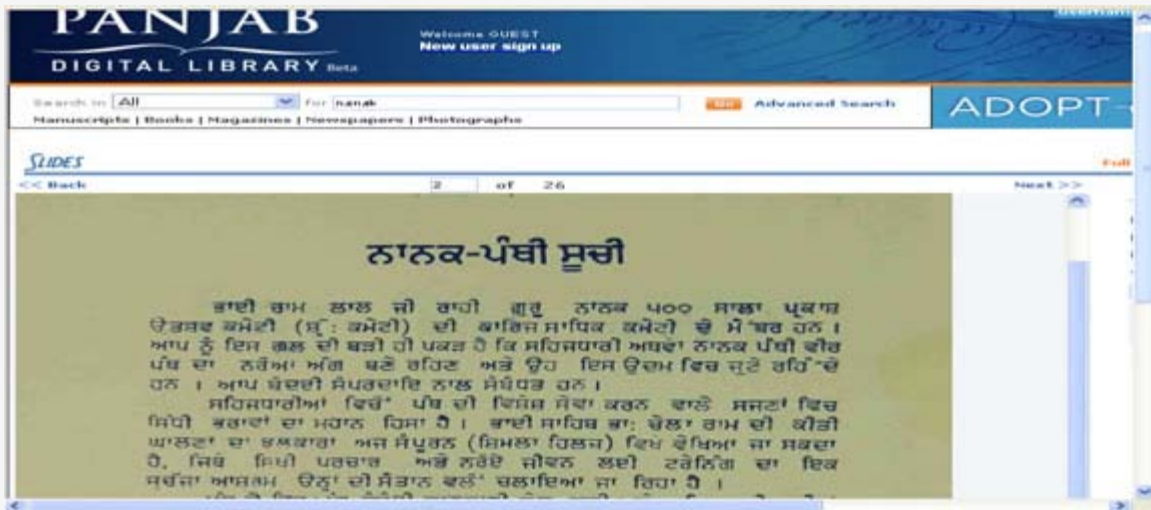 PANJAB
DIGITAL LIBRARY Beta
Welcome GUEST
New user sign up
Search in All for nanak Go Advanced Search
ADOPT-
Manuscripts | Books | Magazines | Newspapers | Photographs
SLIDES
Full
<< Back 2 of 26 Next >>
ਨਾਨਕ-ਪੰਥੀ ਸੂਚੀ
ਭਾਈ ਰਾਮ ਲਾਲ ਜੀ ਰਾਹੀ ਗੁਰੂ ਨਾਨਕ ੫੦੦ ਸਾਲਾ ਪ੍ਰਕਾਸ਼
ਉਤਸਵ ਕਮੇਟੀ (ਸ਼੍ਰੋ: ਕਮੇਟੀ) ਦੀ ਕਾਰਜਸਾਧਿਕ ਕਮੇਟੀ ਦੇ ਮੈਂਬਰ ਹਨ ।
ਆਪ ਨੂੰ ਇਸ ਗਲ ਦੀ ਬੜੀ ਹੀ ਪਕੜ ਹੈ ਕਿ ਸਹਿਜਧਾਰੀ ਅਥਵਾ ਨਾਨਕ ਪੰਥੀ ਵੀਰ
ਪੰਥ ਦਾ ਨਰੋਆ ਅੰਗ ਬਣੇ ਰਹਿਣ ਅਤੇ ਉਹ ਇਸ ਉਦਮ ਵਿਚ ਜੁਟੇ ਰਹਿੰਦੇ
ਹਨ । ਆਪ ਬੰਦਈ ਸੰਪਰਦਾਇ ਨਾਲ ਸੰਬੰਧਤ ਹਨ ।
ਸਹਿਜਧਾਰੀਆਂ ਵਿਚੋਂ ਪੰਥ ਦੀ ਵਿਸ਼ੇਸ਼ ਸੇਵਾ ਕਰਨ ਵਾਲੇ ਸਜਣਾਂ ਵਿਚ
ਸਿੰਧੀ ਭਰਾਵਾਂ ਦਾ ਮਹਾਨ ਹਿਸਾ ਹੈ । ਭਾਈ ਸਾਹਿਬ ਭਾ: ਚੇਲਾ ਰਾਮ ਦੀ ਕੀਤੀ
ਘਾਲਣਾਂ ਦਾ ਝਲਕਾਰਾ ਅਜ ਸੰਪੂਰਨ (ਸ਼ਿਮਲਾ ਹਿਲਜ਼) ਵਿਖੇ ਵੇਖਿਆ ਜਾ ਸਕਦਾ
ਹੈ, ਜਿਥੇ ਸਿਖੀ ਪਰਚਾਰ ਅਤੇ ਨਰੋਏ ਜੀਵਨ ਲਈ ਟਰੇਨਿੰਗ ਦਾ ਇਕ
ਸੁਚੱਜਾ ਆਸ਼ਰਮ ਉਨ੍ਹਾਂ ਦੀ ਸੰਤਾਨ ਵਲੋਂ ਚਲਾਇਆ ਜਾ ਰਿਹਾ ਹੈ ।